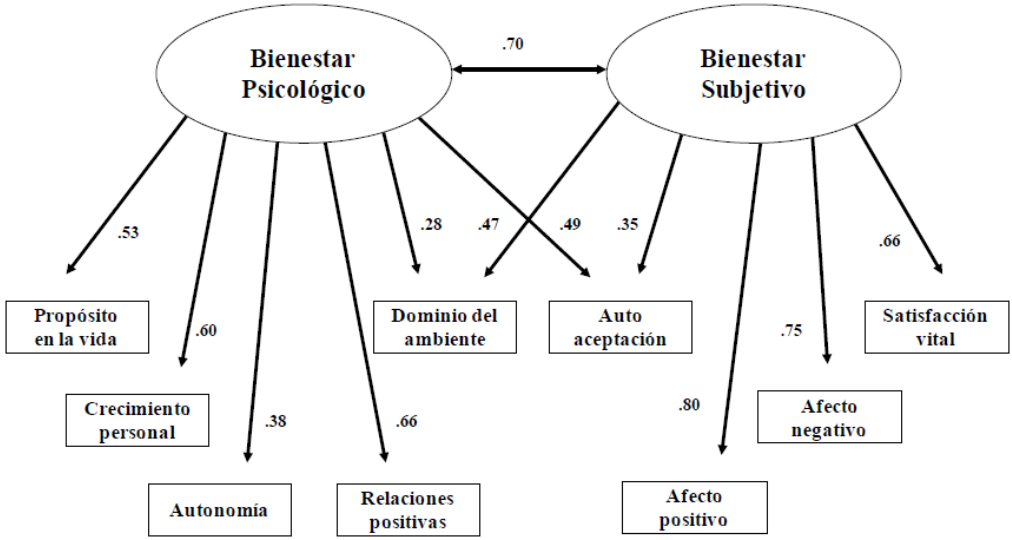 Bienestar
Psicológico
.70
Bienestar
Subjetivo
.53
.60
.38
.66
.28
.47
.49
.35
.80
.75
.66
Propósito
en la vida
Dominio del
ambiente
Auto
aceptación
Satisfacción
vital
Crecimiento
personal
Afecto
negativo
Autonomía
Relaciones
positivas
Afecto
positivo